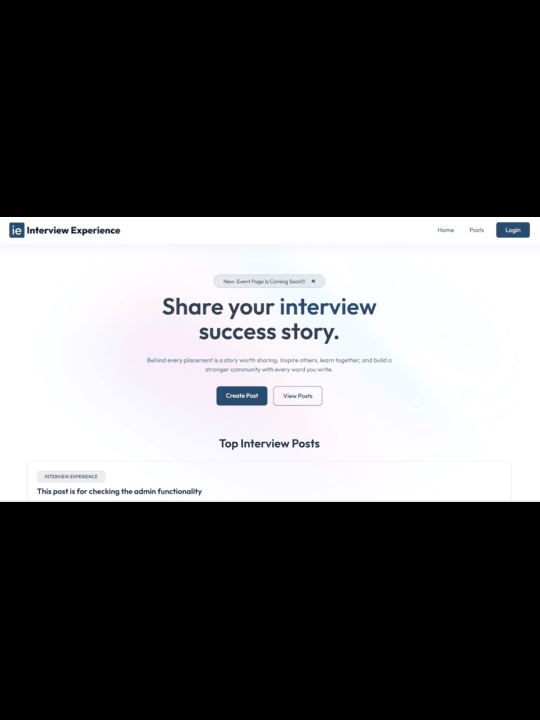 ie Interview Experience
Home Posts Login
New: Event Page is Coming Soon!!!
Share your interview
success story.
Behind every placement is a story worth sharing. Inspire others, learn together, and build a
stronger community with every word you write.
Create Post View Posts
Top Interview Posts
INTERVIEW EXPERIENCE
This post is for checking the admin functionality